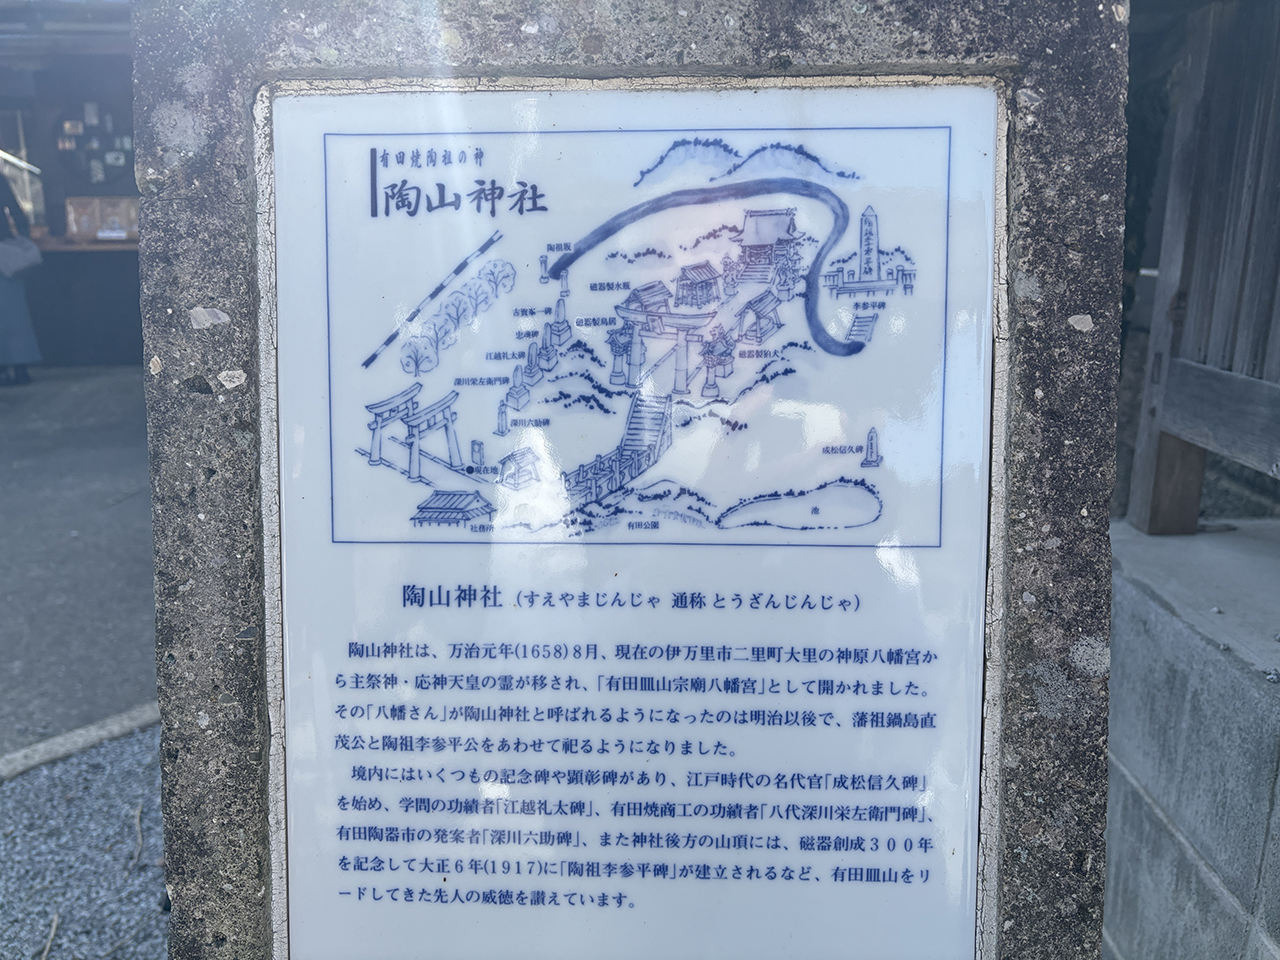 有田焼陶祖の神
陶山神社
陶祖坂
磁器製水瓶
古賀峯一碑
磁器製鳥居
忠魂碑
江越礼太碑
磁器製狛犬
李参平碑
深川栄左衛門碑
深川六助碑
成松信久碑
●現在地
社務所
有田公園
池
陶山神社（すえやまじんじゃ 通称 とうざんじんじゃ）
陶山神社は、万治元年(1658)8月、現在の伊万里市二里町大里の神原八幡宮か
ら主祭神・応神天皇の霊が移され、「有田皿山宗廟八幡宮」として開かれました。
その「八幡さん」が陶山神社と呼ばれるようになったのは明治以後で、藩祖鍋島直
茂公と陶祖李参平公をあわせて祀るようになりました。
境内にはいくつもの記念碑や顕彰碑があり、江戸時代の名代官「成松信久碑」
を始め、学問の功績者「江越礼太碑」、有田焼商工の功績者「八代深川栄左衛門碑」、
有田陶器市の発案者「深川六助碑」、また神社後方の山頂には、磁器創成３００年
を記念して大正６年(1917)に「陶祖李参平碑」が建立されるなど、有田皿山をリ
ードしてきた先人の威徳を讃えています。